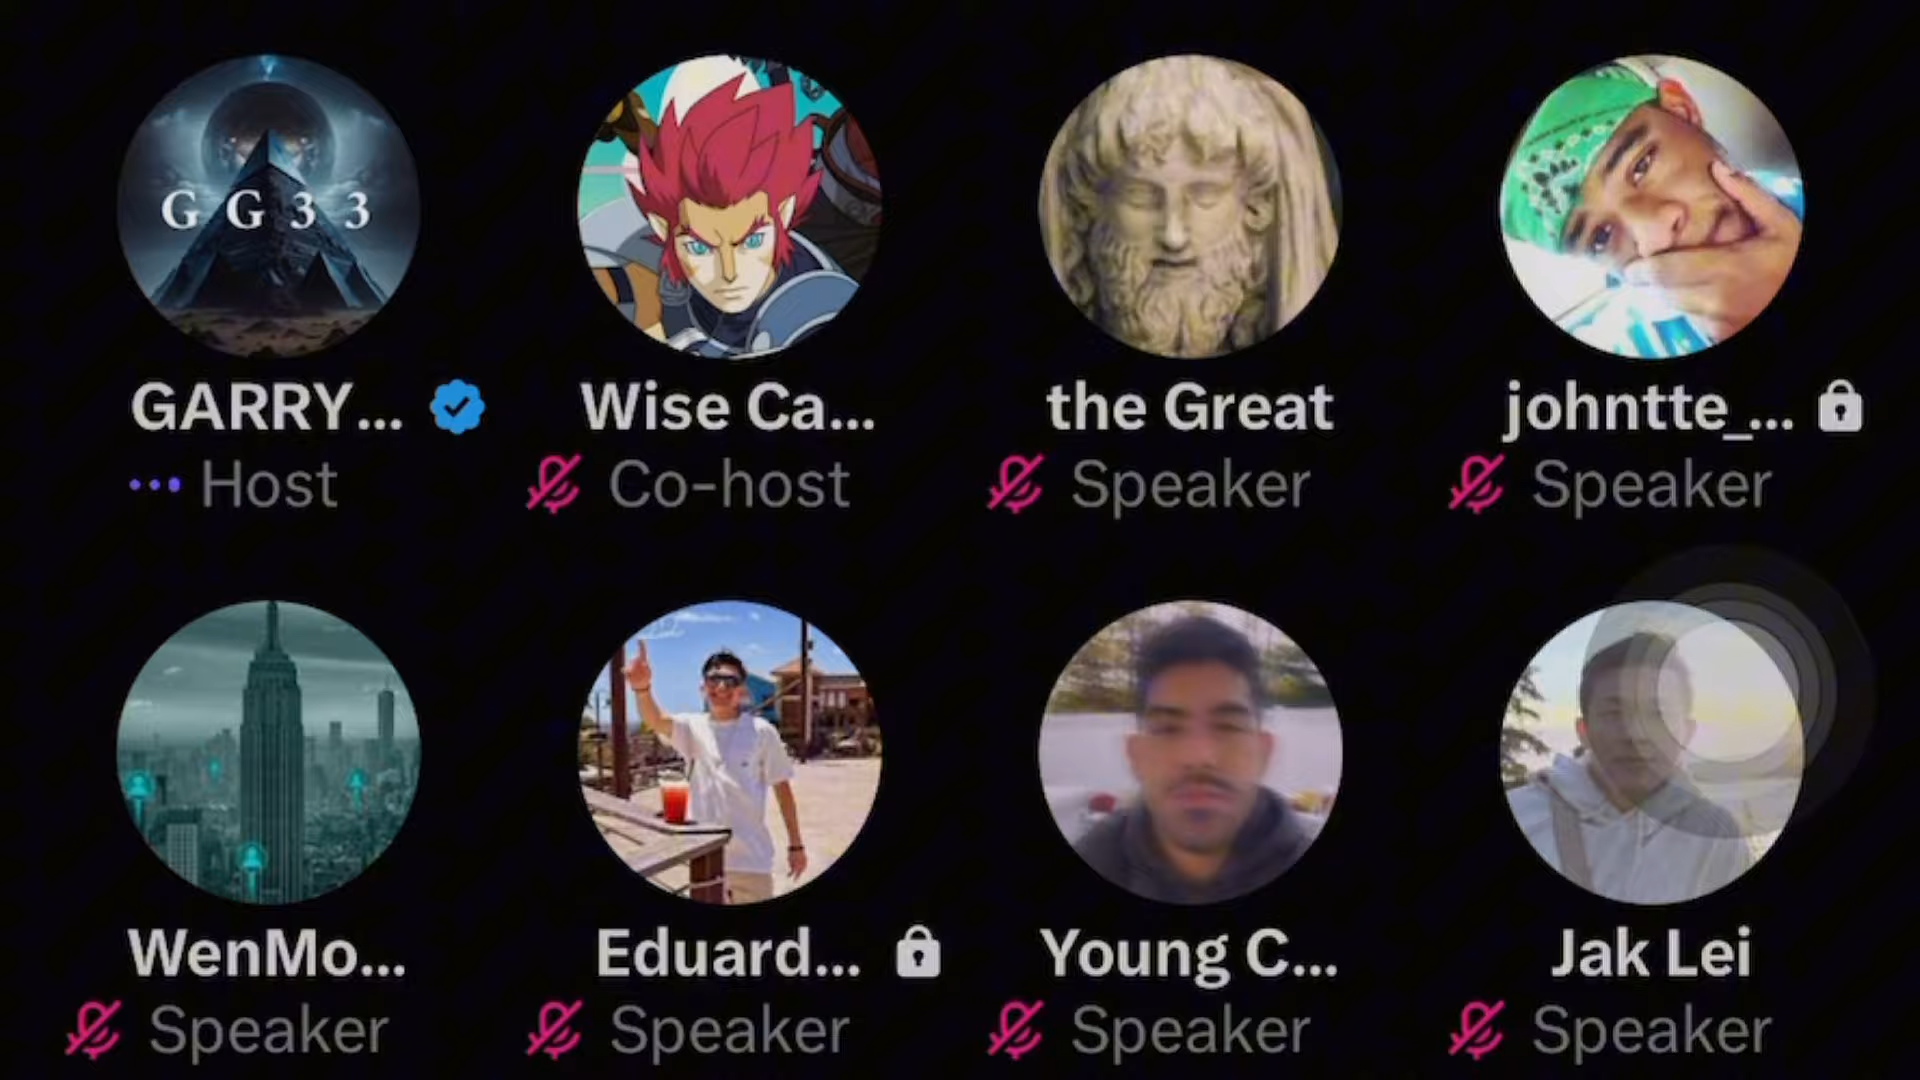 GG33
GARRY...
Wise Ca...
the Great
johntte_...
Host
Co-host
Speaker
Speaker
WenMo...
Eduard...
Young C...
Jak Lei
Speaker
Speaker
Speaker
Speaker